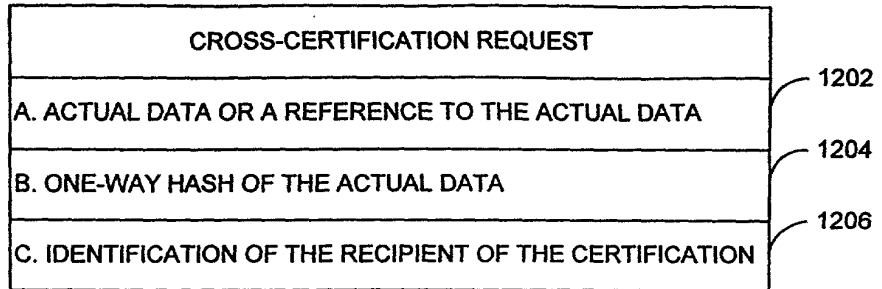 CROSS-CERTIFICATION REQUEST
1202
A. ACTUAL DATA OR A REFERENCE TO THE ACTUAL DATA
1204
B. ONE-WAY HASH OF THE ACTUAL DATA
1206
C. IDENTIFICATION OF THE RECIPIENT OF THE CERTIFICATION